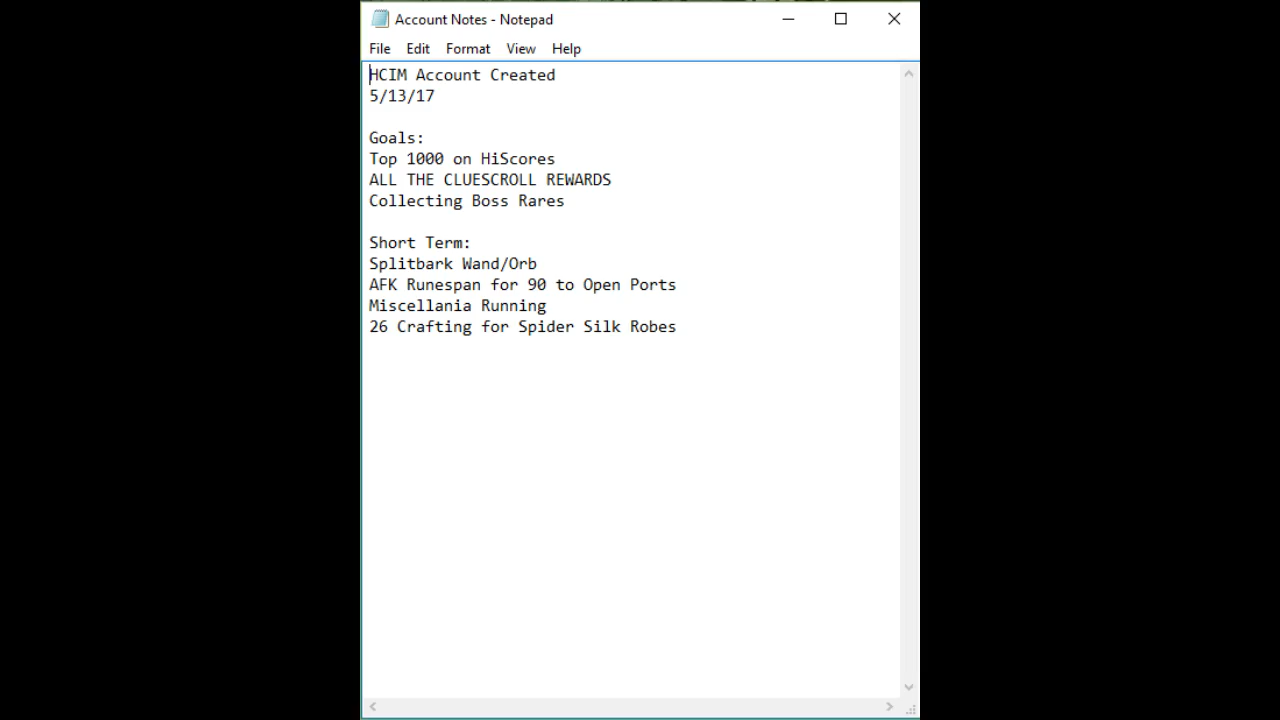 Account Notes - Notepad
File Edit Format View Help
HCIM Account Created
5/13/17
Goals:
Top 1000 on HiScores
ALL THE CLUESCROLL REWARDS
Collecting Boss Rares
Short Term:
Splitbark Wand/Orb
AFK Runespan for 90 to Open Ports
Miscellania Running
26 Crafting for Spider Silk Robes